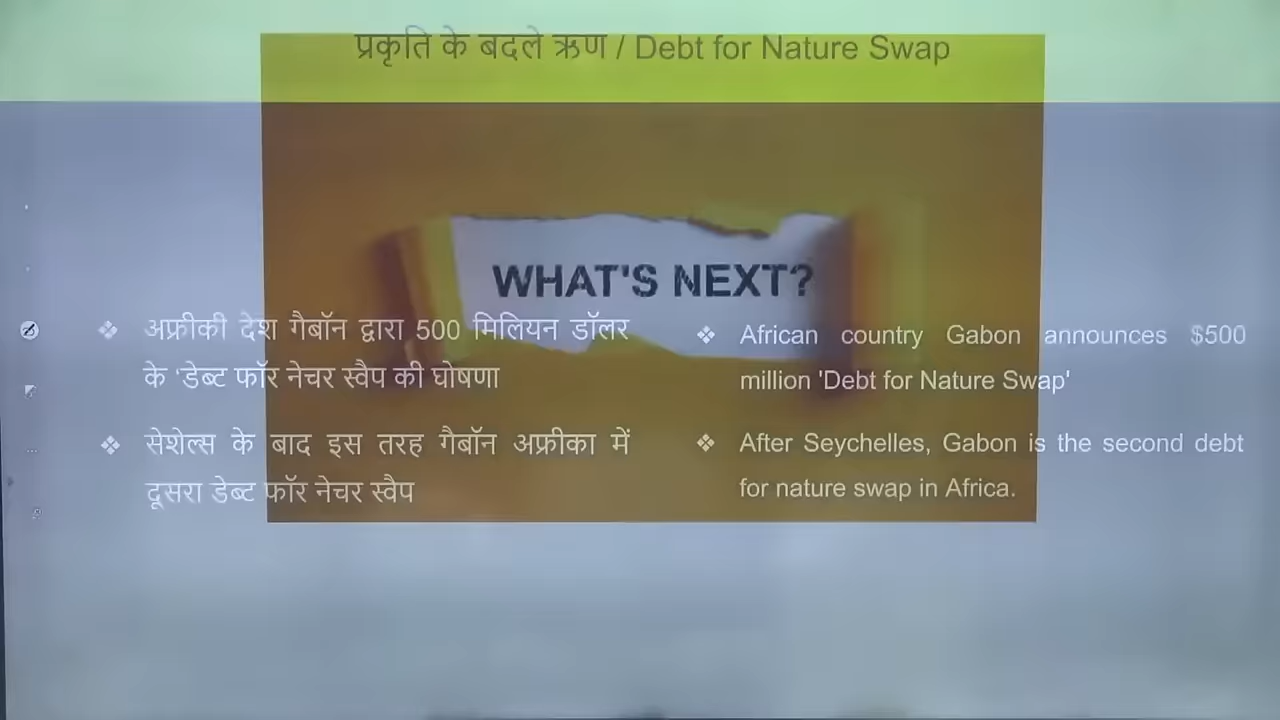 प्रकृति के बदले ऋण / Debt for Nature Swap
WHAT'S NEXT?
❖ अफ्रीकी देश गैबॉन द्वारा 500 मिलियन डॉलर
के 'डेब्ट फॉर नेचर स्वैप की घोषणा
❖ सेशेल्स के बाद इस तरह गैबॉन अफ्रीका में
दूसरा डेब्ट फॉर नेचर स्वैप
❖ African country Gabon announces $500
million 'Debt for Nature Swap'
❖ After Seychelles, Gabon is the second debt
for nature swap in Africa.